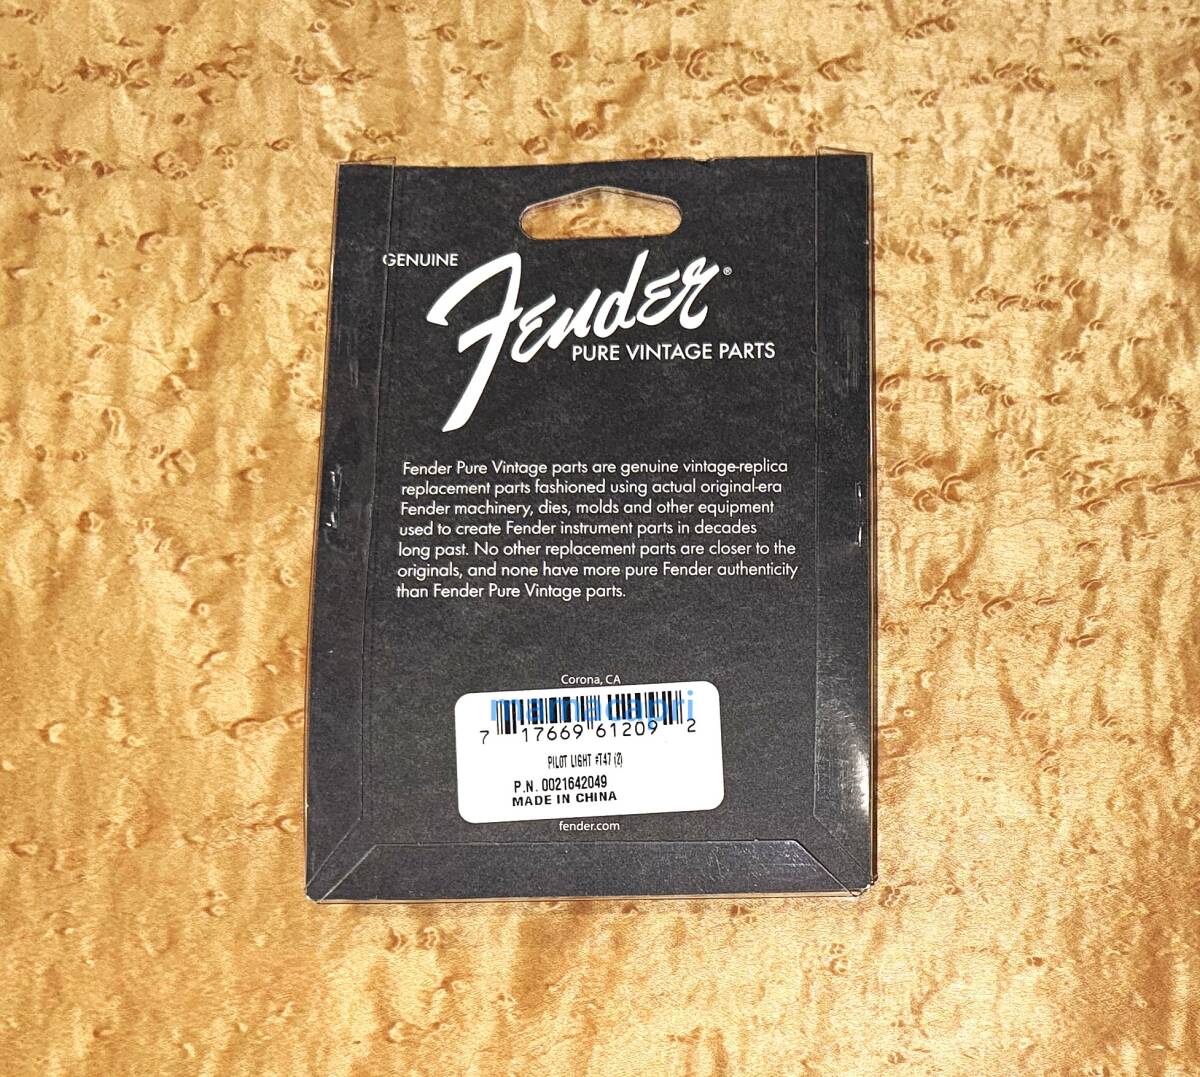 GENUINE
Fender®
PURE VINTAGE PARTS
Fender Pure Vintage parts are genuine vintage-replica
replacement parts fashioned using actual original-era
Fender machinery, dies, molds and other equipment
used to create Fender instrument parts in decades
long past. No other replacement parts are closer to the
originals, and none have more pure Fender authenticity
than Fender Pure Vintage parts.
Corona, CA
mamacapri
7 17669 61209 2
PILOT LIGHT #T47 (2)
P.N. 0021642049
MADE IN CHINA
fender.com